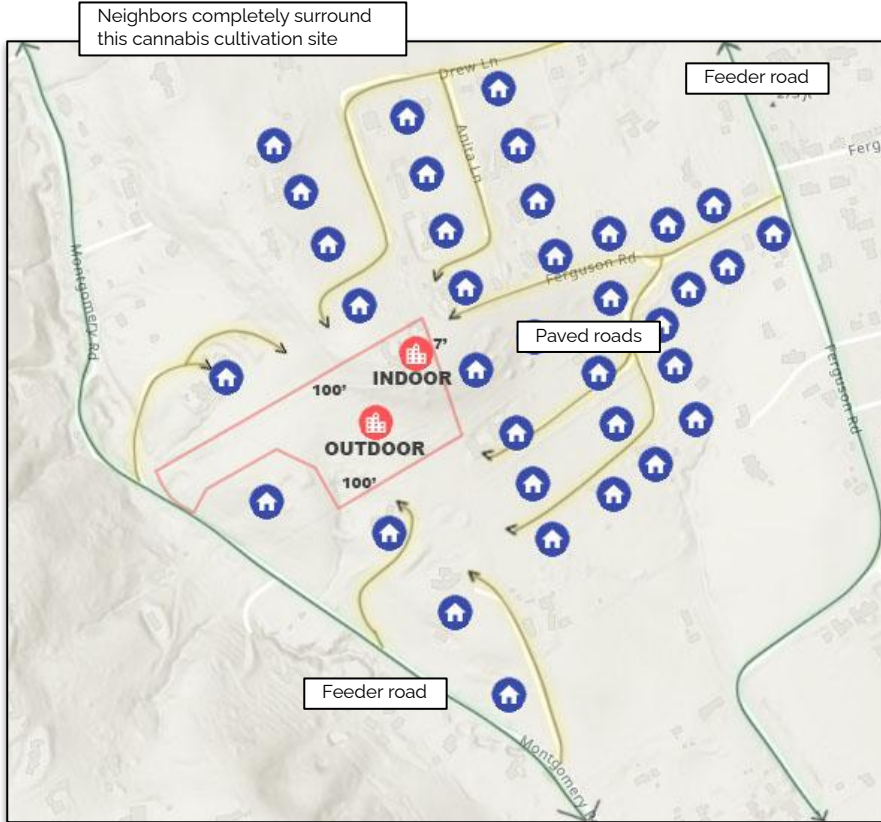 Neighbors completely surround
this cannabis cultivation site
Drew Ln
Feeder road
Anita Ln
Montgomery Rd
Ferguson Rd
7'
Paved roads
INDOOR
100'
OUTDOOR
100'
Ferguson Rd
Feeder road
Montgomery